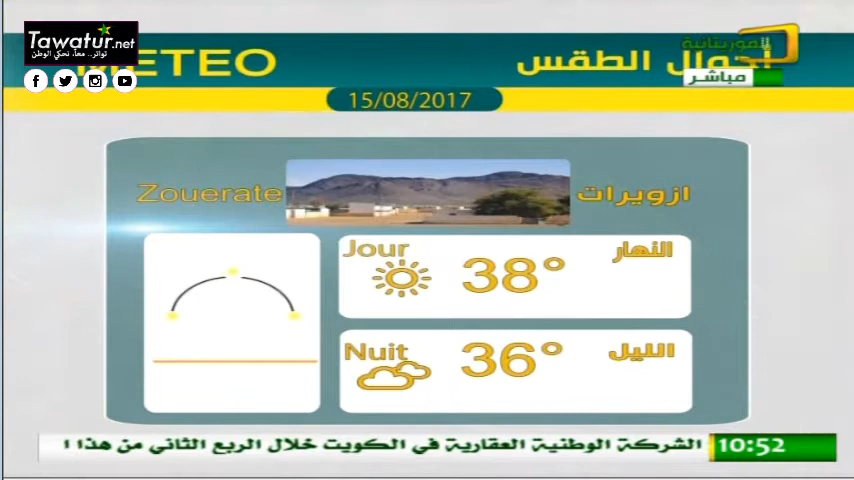 Tawatur.net
تواتر.. معا، نحكي الوطن
METEO
أحوال الطقس
الموريتانية
مباشر
15/08/2017
Zouerate
ازويرات
Jour 38° النهار
Nuit 36° الليل
10:52 الشركة الوطنية العقارية في الكويت خلال الربع الثاني من هذا ا